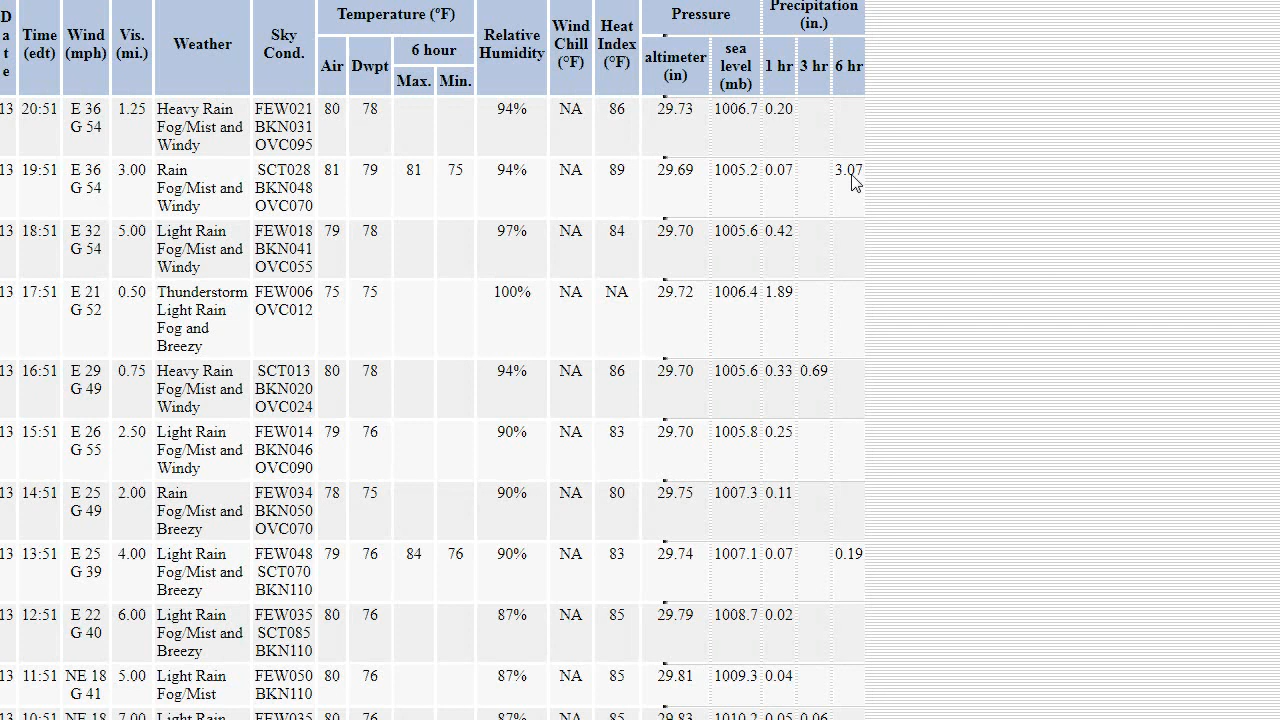 D
a
t
e
Time
(edt)
Wind
(mph)
Vis.
(mi.)
Weather
Sky
Cond.
Temperature (ºF)
Air Dwpt
6 hour
Max. Min.
Relative
Humidity
Wind
Chill
(°F)
Heat
Index
(°F)
Pressure
altimeter
(in)
sea
level
(mb)
Precipitation
(in.)
1 hr 3 hr 6 hr
13 20:51 E 36 1.25 Heavy Rain FEW021 80 78 94% NA 86 29.73 1006.7 0.20
G 54 Fog/Mist and BKN031
Windy OVC095
13 19:51 E 36 3.00 Rain SCT028 81 79 81 75 94% NA 89 29.69 1005.2 0.07 3.07
G 54 Fog/Mist and BKN048
Windy OVC070
13 18:51 E 32 5.00 Light Rain FEW018 79 78 97% NA 84 29.70 1005.6 0.42
G 54 Fog/Mist and BKN041
Windy OVC055
13 17:51 E 21 0.50 Thunderstorm FEW006 75 75 100% NA NA 29.72 1006.4 1.89
G 52 Light Rain OVC012
Fog and
Breezy
13 16:51 E 29 0.75 Heavy Rain SCT013 80 78 94% NA 86 29.70 1005.6 0.33 0.69
G 49 Fog/Mist and BKN020
Windy OVC024
13 15:51 E 26 2.50 Light Rain FEW014 79 76 90% NA 83 29.70 1005.8 0.25
G 55 Fog/Mist and BKN046
Windy OVC090
13 14:51 E 25 2.00 Rain FEW034 78 75 90% NA 80 29.75 1007.3 0.11
G 49 Fog/Mist and BKN050
Breezy OVC070
13 13:51 E 25 4.00 Light Rain FEW048 79 76 84 76 90% NA 83 29.74 1007.1 0.07 0.19
G 39 Fog/Mist and SCT070
Breezy BKN110
13 12:51 E 22 6.00 Light Rain FEW035 80 76 87% NA 85 29.79 1008.7 0.02
G 40 Fog/Mist and SCT085
Breezy BKN110
13 11:51 NE 18 5.00 Light Rain FEW050 80 76 87% NA 85 29.81 1009.3 0.04
G 41 Fog/Mist BKN110
13 10:51 NE 18 7.00 Light Rain FEW035 80 76 87% NA 85 29.83 1010.2 0.05 0.06